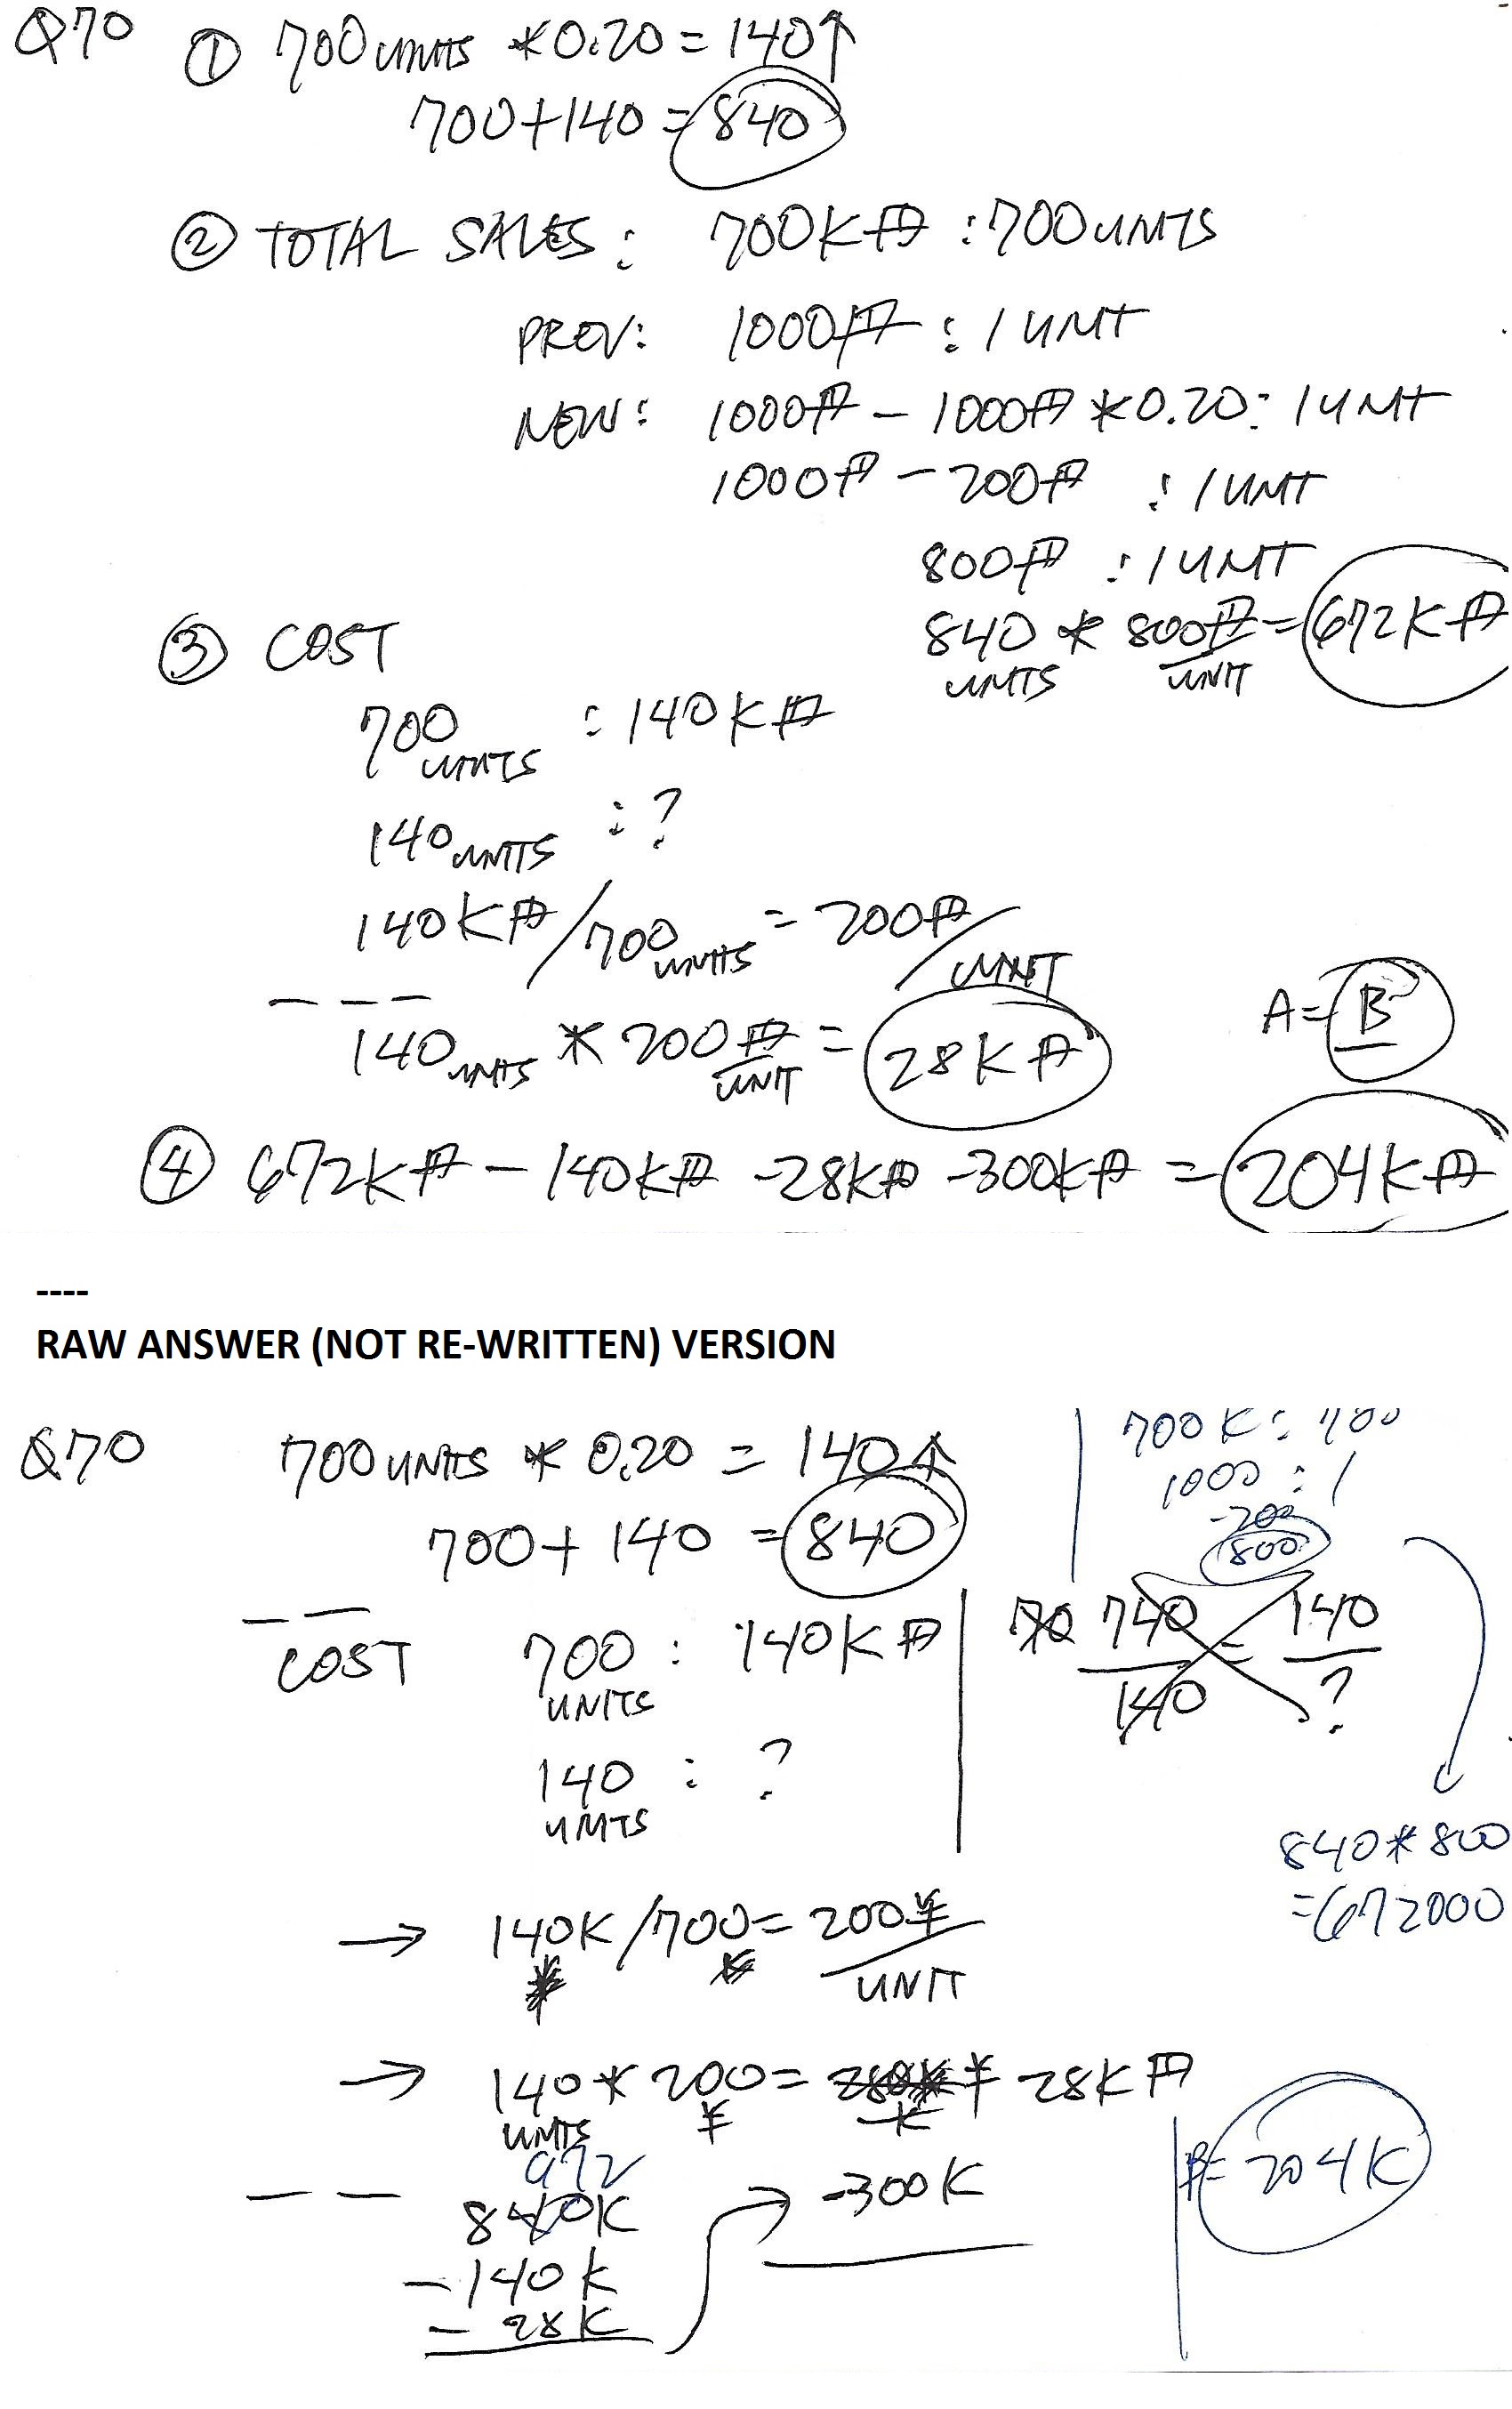 Q70 ① 700 UNITS * 0.20 = 140↑
700 + 140 = 840
② TOTAL SALES: 700K円 : 700 UNITS
PREV: 1000円 : 1 UNIT
NEW: 1000円 - 1000円 * 0.20 : 1 UNIT
1000円 - 200円 : 1 UNIT
800円 : 1 UNIT
840 UNITS * 800円/UNIT = 672K円
③ COST
700 UNITS : 140K円
140 UNITS : ?
140K円/700 UNITS = 200円/UNIT
140 UNITS * 200円/UNIT = 28K円
A = B
④ 672K円 - 140K円 - 28K円 - 300K円 = 204K円
----
RAW ANSWER (NOT RE-WRITTEN) VERSION
Q70 700 UNITS * 0.20 = 140↑
700 + 140 = 840
700K : 700
1000 : 1
-200
800
COST 700 UNITS : 140K円
140 UNITS : ?
70 740/140 = 140/?
840 * 800
= 672000
→ 140K/700 = 200¥/UNIT
→ 140 UNITS * 200¥ = 28K円
840K
-140K
-28K
-300K
= 204K